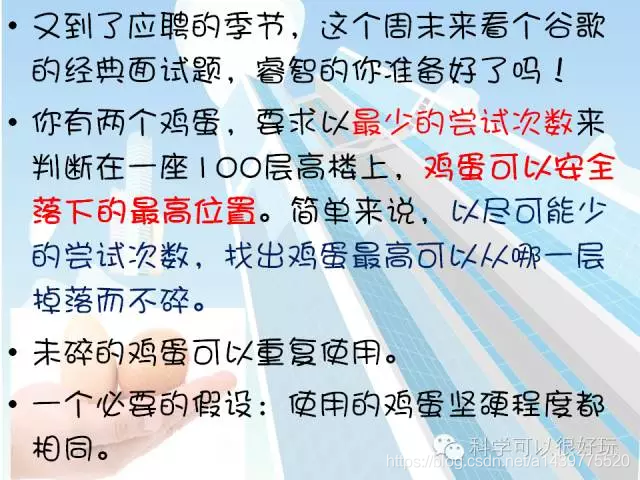 • 又到了应聘的季节，这个周末来看个谷歌
的经典面试题，睿智的你准备好了吗！
• 你有两个鸡蛋，要求以最少的尝试次数来
判断在一座100层高楼上，鸡蛋可以安全
落下的最高位置。简单来说，以尽可能少
的尝试次数，找出鸡蛋最高可以从哪一层
掉落而不碎。
• 未碎的鸡蛋可以重复使用。
• 一个必要的假设：使用的鸡蛋坚硬程度都
相同。
科学可以很好玩
https://blog.csdn.net/a1439775520